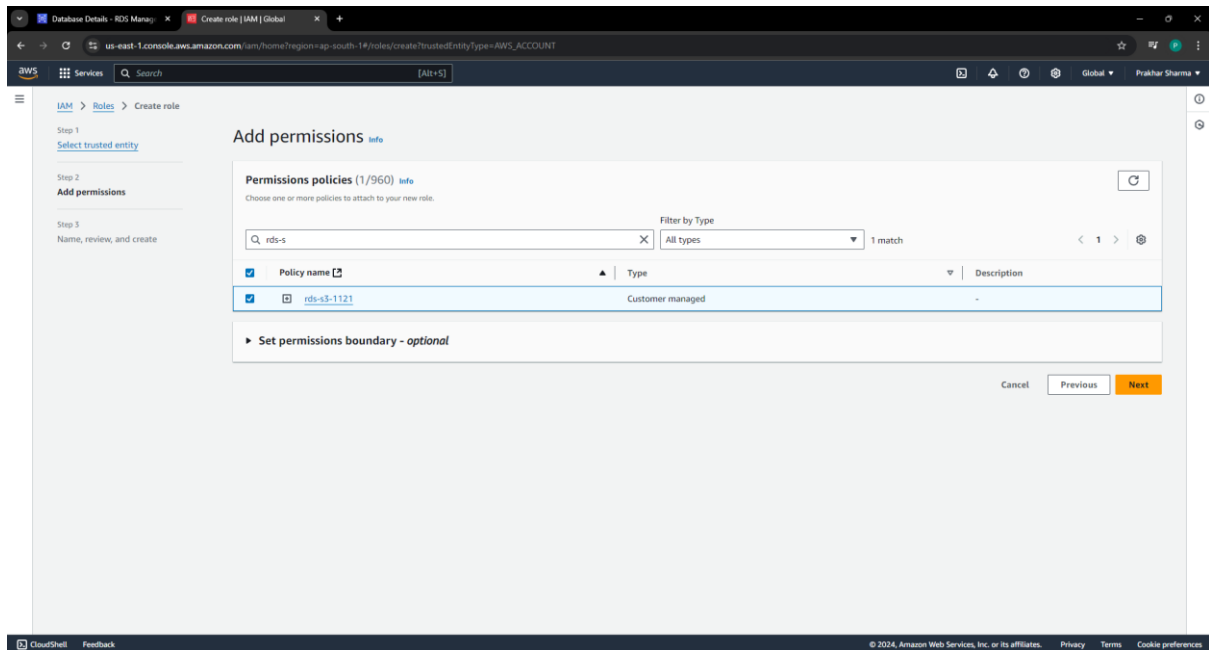 Database Details - RDS Manag
Create role | IAM | Global
us-east-1.console.aws.amazon.com/iam/home?region=ap-south-1#/roles/create?trustedEntityType=AWS_ACCOUNT
aws
Services
Search
[Alt+S]
Global
Prakhar Sharma
IAM > Roles > Create role
Step 1
Select trusted entity
Step 2
Add permissions
Step 3
Name, review, and create
Add permissions Info
Permissions policies (1/960) Info
Choose one or more policies to attach to your new role.
Filter by Type
rds-s
All types
1 match
1
Policy name
Type
Description
rds-s3-1121
Customer managed
-
Set permissions boundary - optional
Cancel
Previous
Next
CloudShell
Feedback
© 2024, Amazon Web Services, Inc. or its affiliates.
Privacy
Terms
Cookie preferences